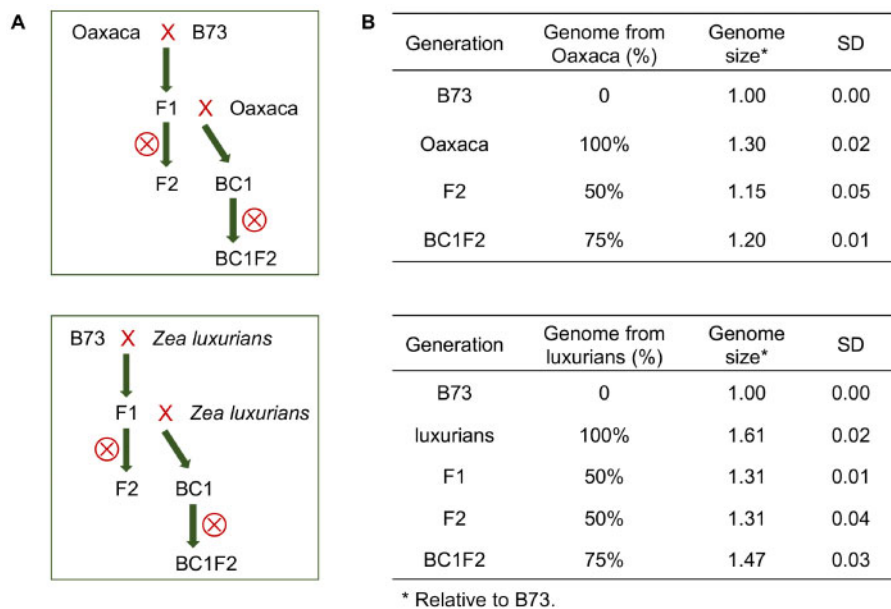 A
Oaxaca X B73
F1 X Oaxaca
F2 BC1
BC1F2
B73 X Zea luxurians
F1 X Zea luxurians
F2 BC1
BC1F2
B
Generation Genome from Oaxaca (%) Genome size* SD
B73 0 1.00 0.00
Oaxaca 100% 1.30 0.02
F2 50% 1.15 0.05
BC1F2 75% 1.20 0.01
Generation Genome from luxurians (%) Genome size* SD
B73 0 1.00 0.00
luxurians 100% 1.61 0.02
F1 50% 1.31 0.01
F2 50% 1.31 0.04
BC1F2 75% 1.47 0.03
* Relative to B73.